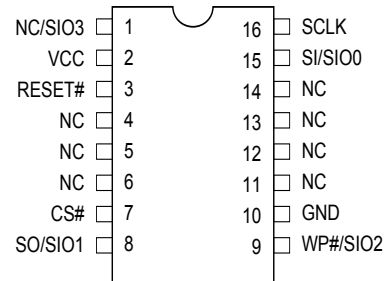 NC/SIO3 1 16 SCLK
VCC 2 15 SI/SIO0
RESET# 3 14 NC
NC 4 13 NC
NC 5 12 NC
NC 6 11 NC
CS# 7 10 GND
SO/SIO1 8 9 WP#/SIO2